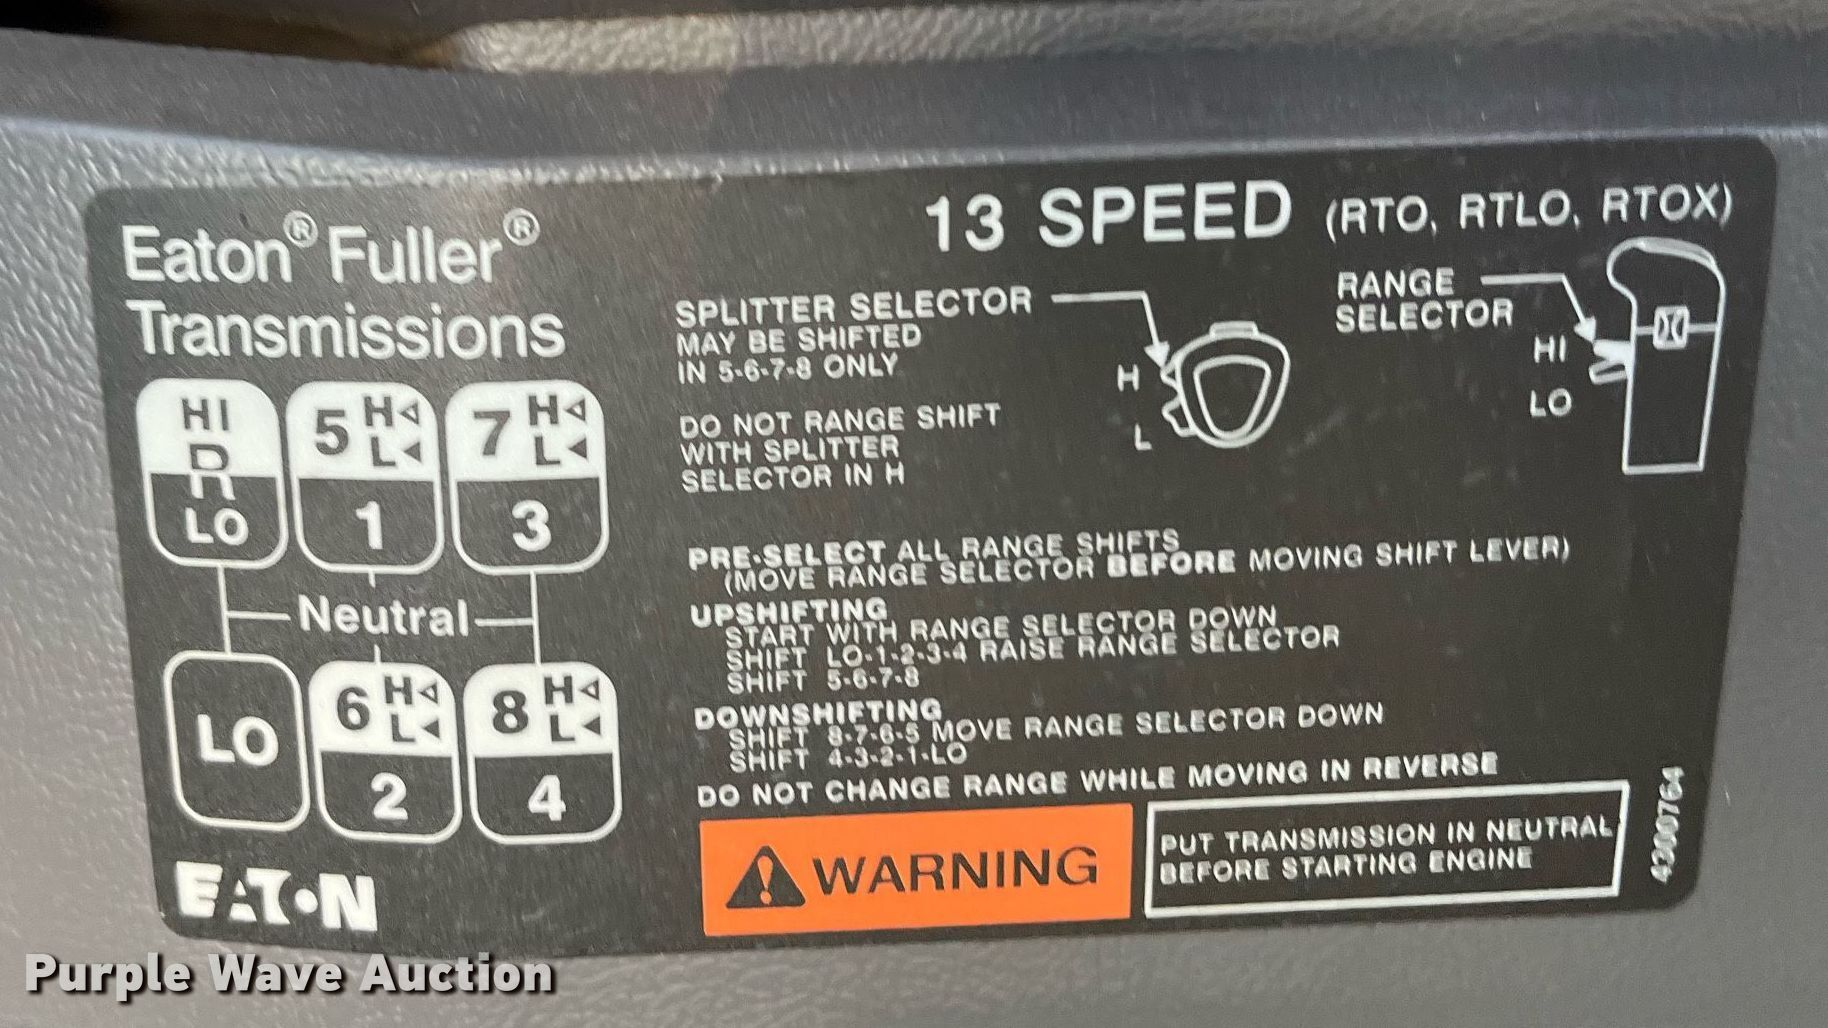 Eaton® Fuller®
Transmissions
13 SPEED (RTO, RTLO, RTOX)
HI
R
LO
5 H
L
1
7 H
L
3
Neutral
LO
6 H
L
2
8 H
L
4
EATON
SPLITTER SELECTOR
MAY BE SHIFTED
IN 5-6-7-8 ONLY
DO NOT RANGE SHIFT
WITH SPLITTER
SELECTOR IN H
H
L
RANGE
SELECTOR
HI
LO
PRE-SELECT ALL RANGE SHIFTS
(MOVE RANGE SELECTOR BEFORE MOVING SHIFT LEVER)
UPSHIFTING
START WITH RANGE SELECTOR DOWN
SHIFT LO-1-2-3-4 RAISE RANGE SELECTOR
SHIFT 5-6-7-8
DOWNSHIFTING
SHIFT 8-7-6-5 MOVE RANGE SELECTOR DOWN
SHIFT 4-3-2-1-LO
DO NOT CHANGE RANGE WHILE MOVING IN REVERSE
WARNING
PUT TRANSMISSION IN NEUTRAL
BEFORE STARTING ENGINE
4300764
Purple Wave Auction